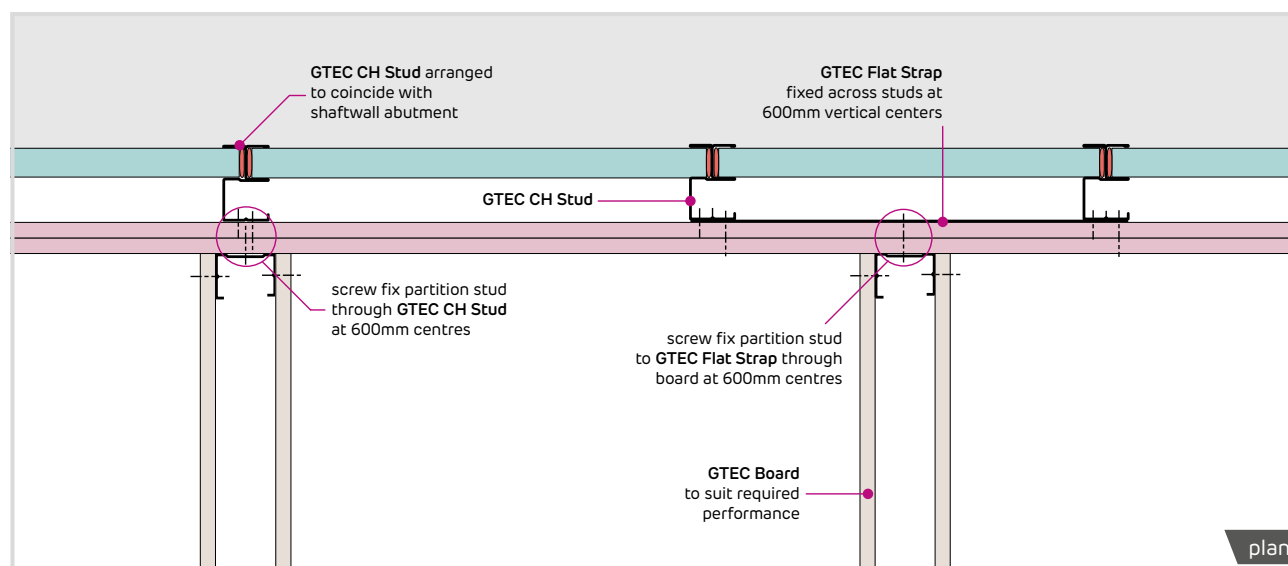 GTEC CH Stud arranged
to coincide with
shaftwall abutment
GTEC Flat Strap
fixed across studs at
600mm vertical centers
GTEC CH Stud
screw fix partition stud
through GTEC CH Stud
at 600mm centres
screw fix partition stud
to GTEC Flat Strap through
board at 600mm centres
GTEC Board
to suit required
performance
plan